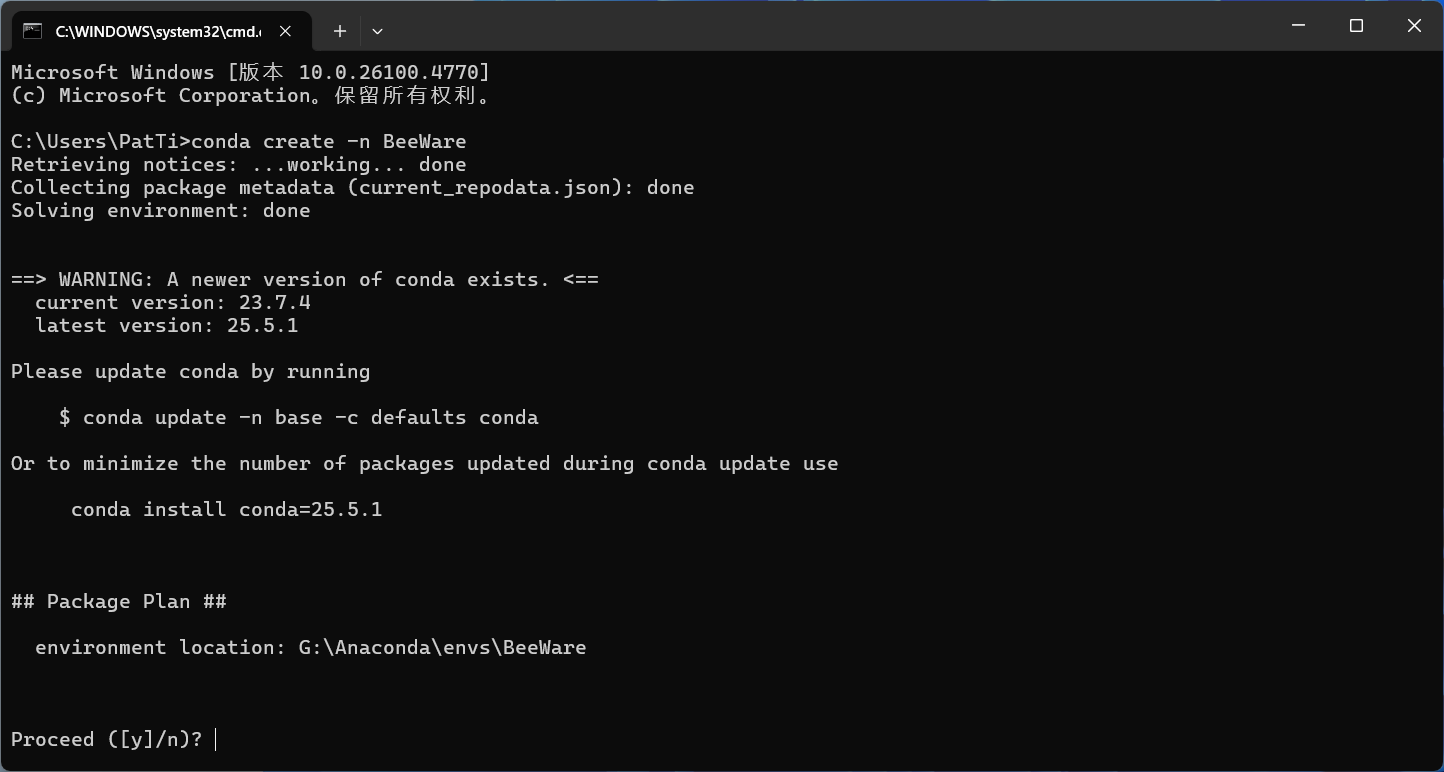 C:\WINDOWS\system32\cmd.
Microsoft Windows [版本 10.0.26100.4770]
(c) Microsoft Corporation。保留所有权利。
C:\Users\PatTi>conda create -n BeeWare
Retrieving notices: ...working... done
Collecting package metadata (current_repodata.json): done
Solving environment: done
==> WARNING: A newer version of conda exists. <==
current version: 23.7.4
latest version: 25.5.1
Please update conda by running
$ conda update -n base -c defaults conda
Or to minimize the number of packages updated during conda update use
conda install conda=25.5.1
## Package Plan ##
environment location: G:\Anaconda\envs\BeeWare
Proceed ([y]/n)?